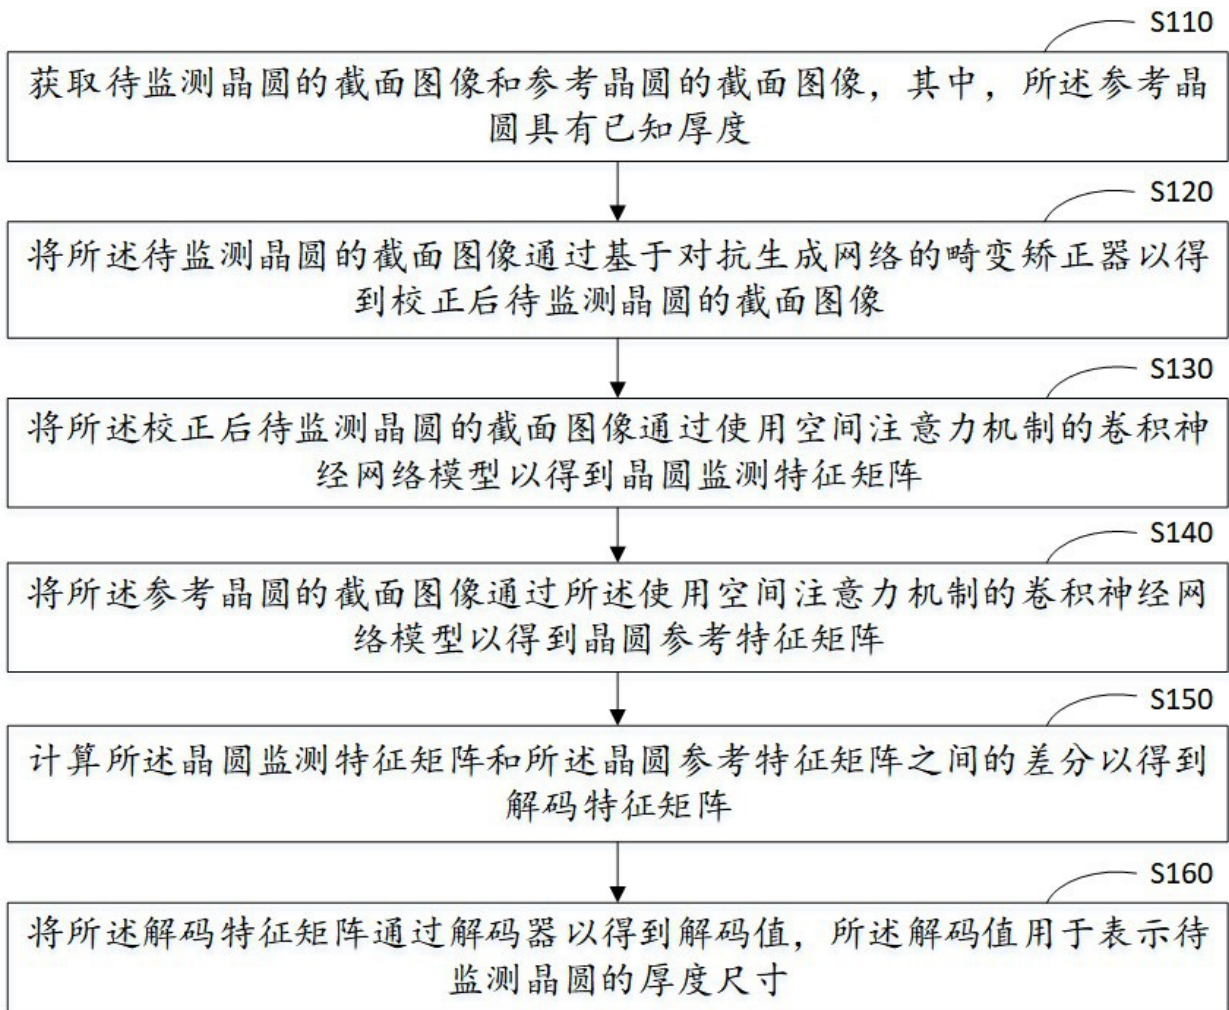 S110
获取待监测晶圆的截面图像和参考晶圆的截面图像，其中，所述参考晶
圆具有已知厚度
S120
将所述待监测晶圆的截面图像通过基于对抗生成网络的畸变矫正器以得
到校正后待监测晶圆的截面图像
S130
将所述校正后待监测晶圆的截面图像通过使用空间注意力机制的卷积神
经网络模型以得到晶圆监测特征矩阵
S140
将所述参考晶圆的截面图像通过所述使用空间注意力机制的卷积神经网
络模型以得到晶圆参考特征矩阵
S150
计算所述晶圆监测特征矩阵和所述晶圆参考特征矩阵之间的差分以得到
解码特征矩阵
S160
将所述解码特征矩阵通过解码器以得到解码值，所述解码值用于表示待
监测晶圆的厚度尺寸